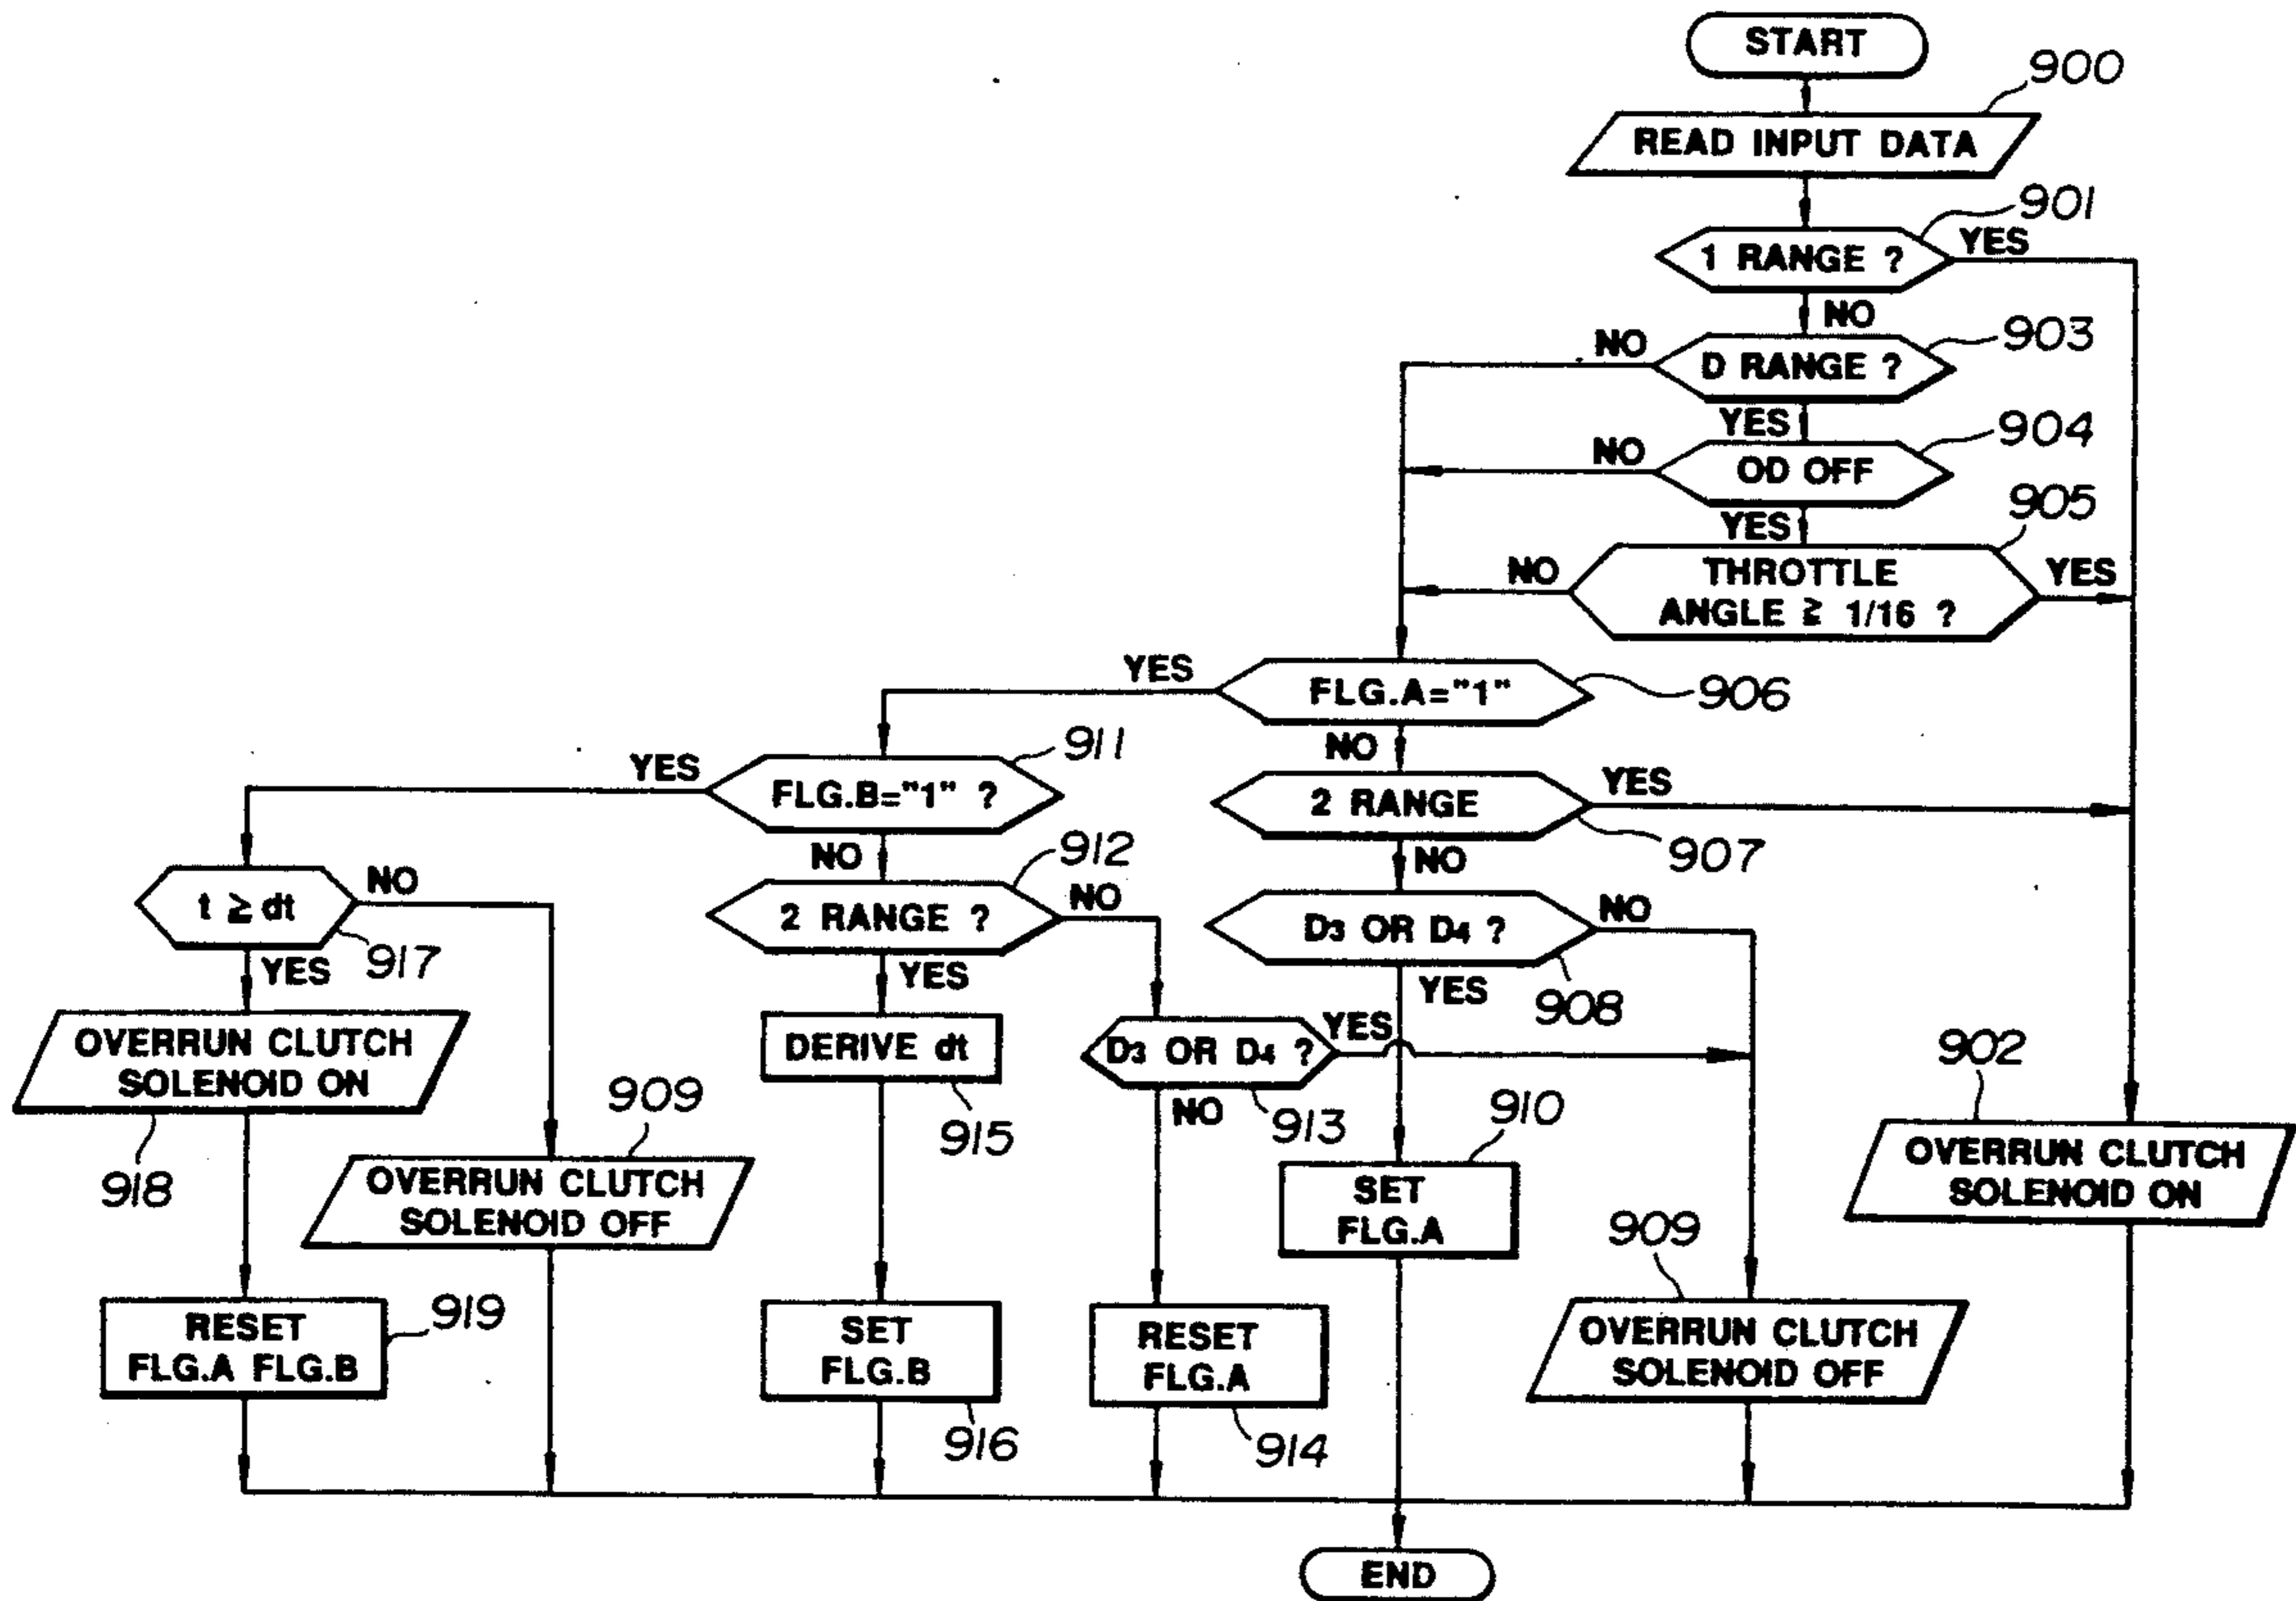 START
900
READ INPUT DATA
901
1 RANGE ?
YES
NO
903
NO
D RANGE ?
YES
904
NO
OD OFF
YES
905
NO
THROTTLE
ANGLE ≧ 1/16 ?
YES
YES
FLG.A="1"
906
NO
911
YES
FLG.B="1" ?
2 RANGE
YES
907
NO
912
NO
t ≥ dt
NO
917
YES
2 RANGE ?
NO
YES
D3 OR D4 ?
NO
908
YES
OVERRUN CLUTCH
SOLENOID ON
918
DERIVE dt
915
D3 OR D4 ?
YES
913
NO
909
OVERRUN CLUTCH
SOLENOID OFF
910
SET
FLG.A
902
OVERRUN CLUTCH
SOLENOID ON
909
OVERRUN CLUTCH
SOLENOID OFF
RESET
FLG.A FLG.B
919
SET
FLG.B
916
RESET
FLG.A
914
END